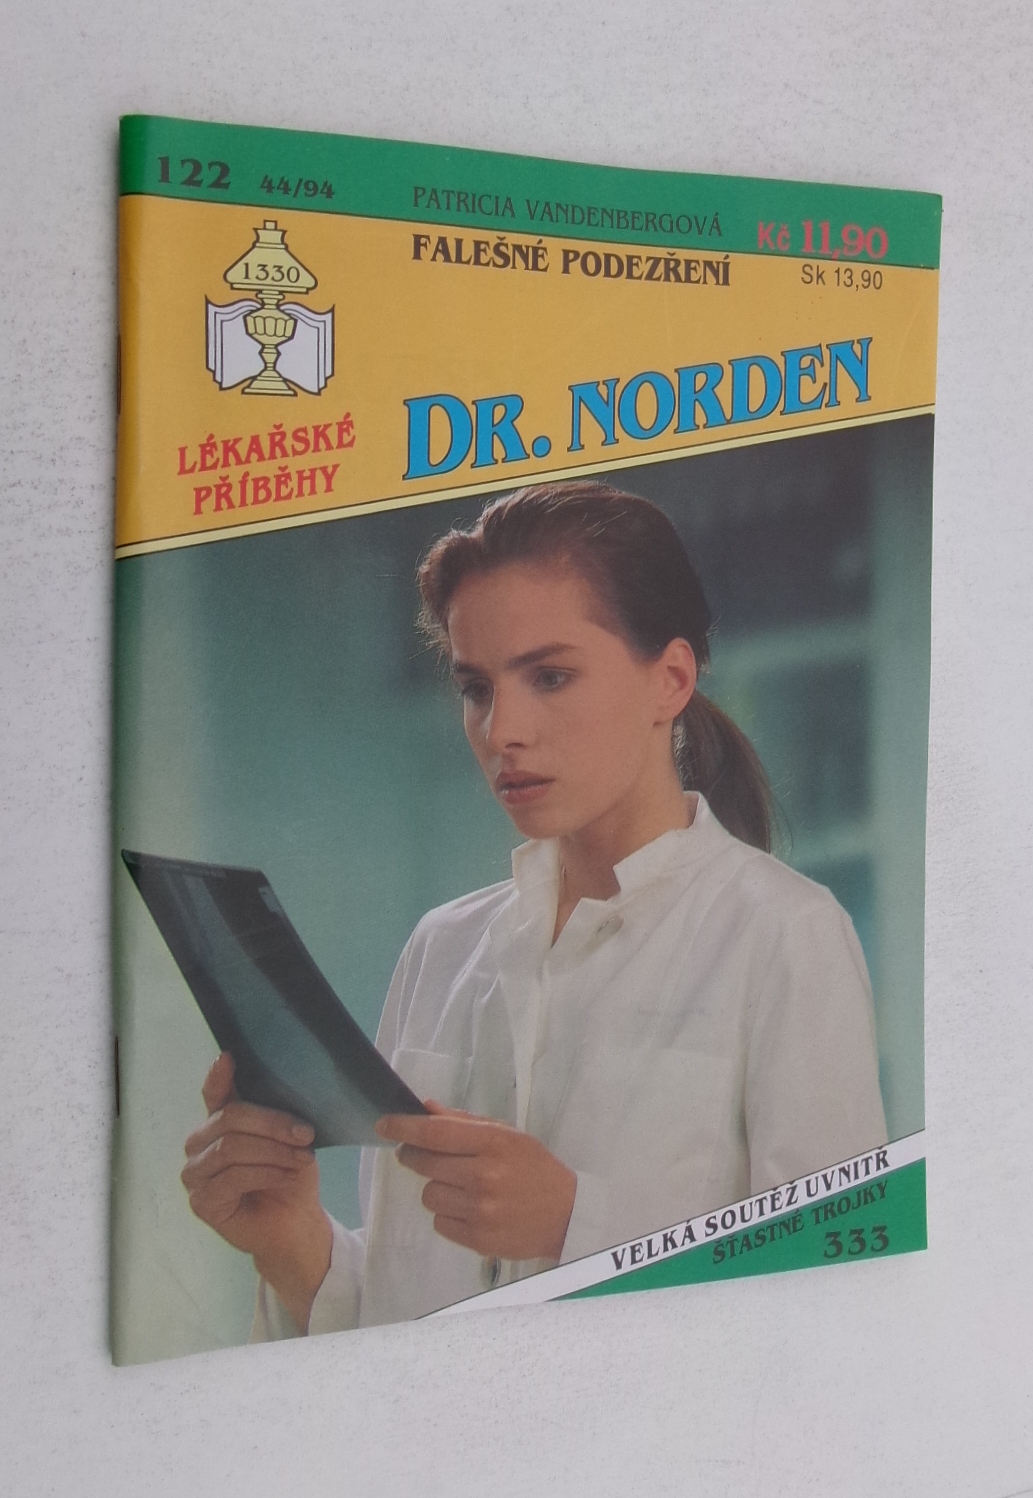 122 44/94
PATRICIA VANDENBERGOVÁ
Kč 11,90
FALEŠNÉ PODEZŘENÍ
Sk 13,90
1330
LÉKAŘSKÉ
PŘÍBĚHY
DR. NORDEN
VELKÁ SOUTĚŽ UVNITŘ
ŠŤASTNÉ TROJKY
333